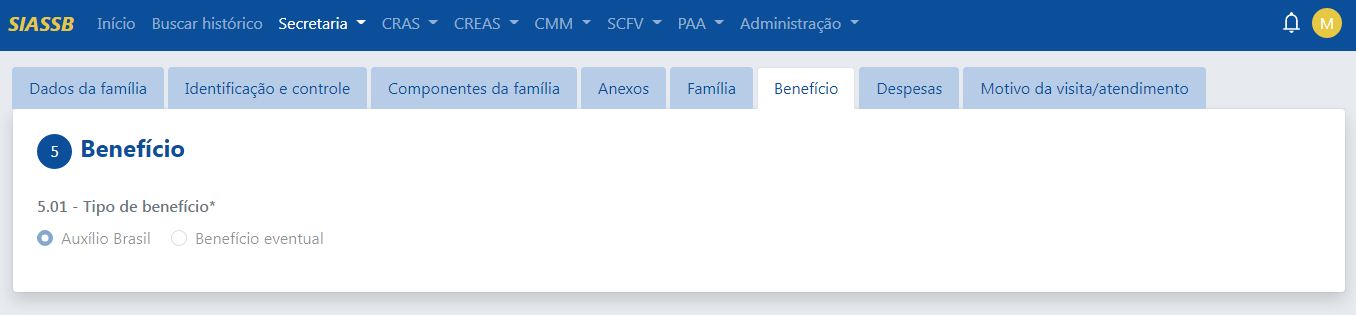 SIASSB Início Buscar histórico Secretaria CRAS CREAS CMM SCFV PAA Administração M
Dados da família Identificação e controle Componentes da família Anexos Família Benefício Despesas Motivo da visita/atendimento
5 Benefício
5.01 - Tipo de benefício*
Auxílio Brasil Benefício eventual